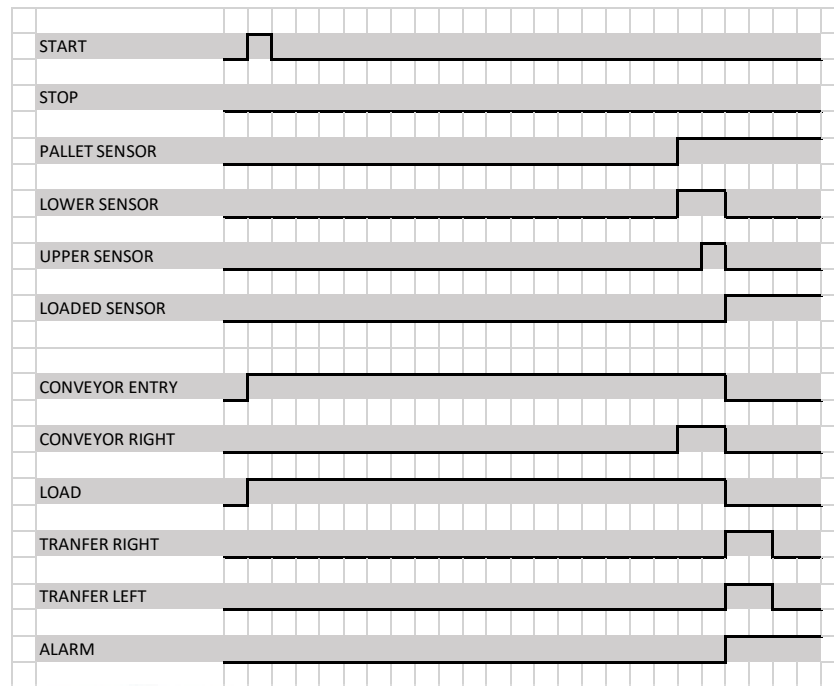 START
STOP
PALLET SENSOR
LOWER SENSOR
UPPER SENSOR
LOADED SENSOR
CONVEYOR ENTRY
CONVEYOR RIGHT
LOAD
TRANFER RIGHT
TRANFER LEFT
ALARM